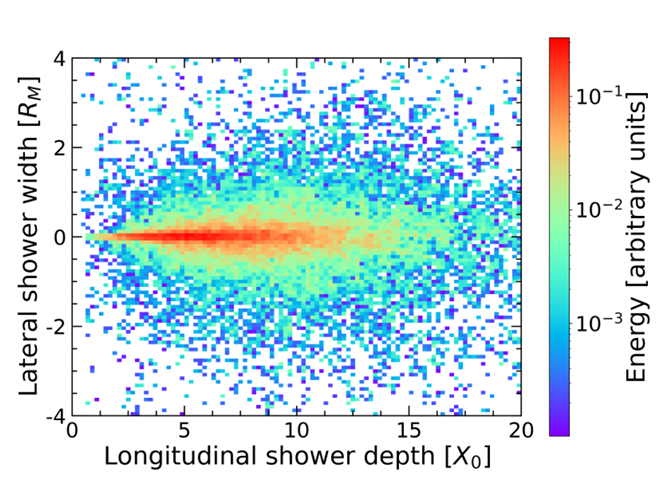 4
2
0
-2
-4
0 5 10 15 20
Lateral shower width [R_M]
Longitudinal shower depth [X_0]
10^{-1}
10^{-2}
10^{-3}
Energy [arbitrary units]